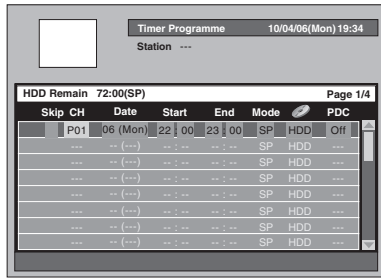 Timer Programme 10/04/06(Mon) 19:34
Station ---
HDD Remain 72:00(SP) Page 1/4
Skip CH Date Start End Mode PDC
P01 06 (Mon) 22 : 00 23 : 00 SP HDD Off
--- -- (---) -- : -- -- : -- SP HDD ---
--- -- (---) -- : -- -- : -- SP HDD ---
--- -- (---) -- : -- -- : -- SP HDD ---
--- -- (---) -- : -- -- : -- SP HDD ---
--- -- (---) -- : -- -- : -- SP HDD ---
--- -- (---) -- : -- -- : -- SP HDD ---
--- -- (---) -- : -- -- : -- SP HDD ---